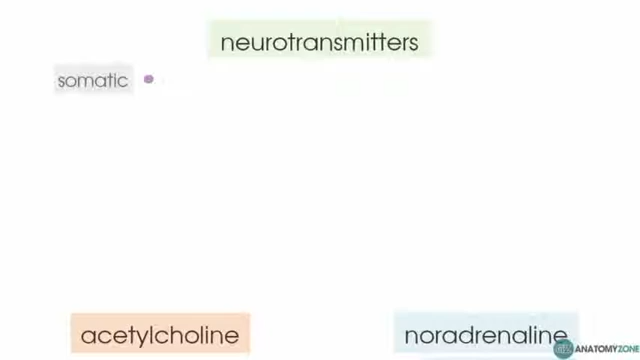 neurotransmitters
somatic
acetylcholine
noradrenaline
ANATOMYZONE